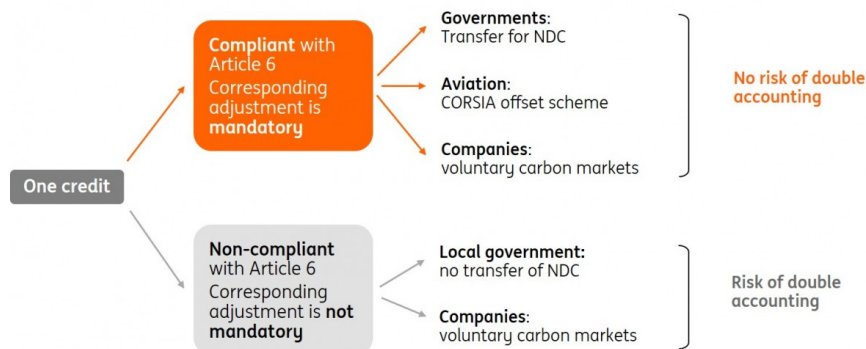 One credit
Compliant with
Article 6
Corresponding
adjustment is
mandatory
Governments:
Transfer for NDC
Aviation:
CORSIA offset scheme
Companies:
voluntary carbon markets
No risk of double
accounting
Non-compliant
with Article 6
Corresponding
adjustment is not
mandatory
Local government:
no transfer of NDC
Companies:
voluntary carbon markets
Risk of double
accounting